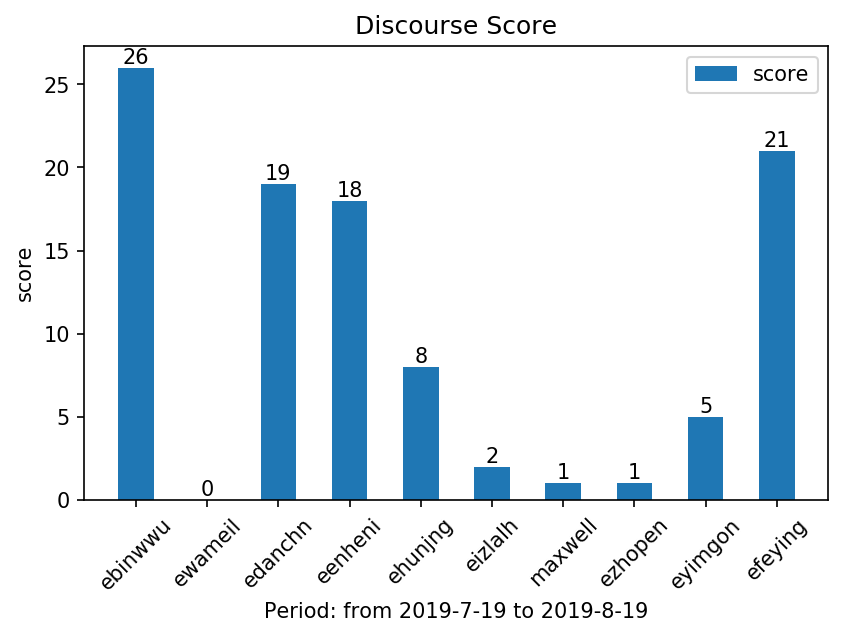 Discourse Score
score
26
0
19
18
8
2
1
1
5
21
25
20
15
10
5
0
score
ebinwwu
ewameil
edanchn
eenheni
ehunjng
eizlalh
maxwell
ezhopen
eyimgon
efeying
Period: from 2019-7-19 to 2019-8-19